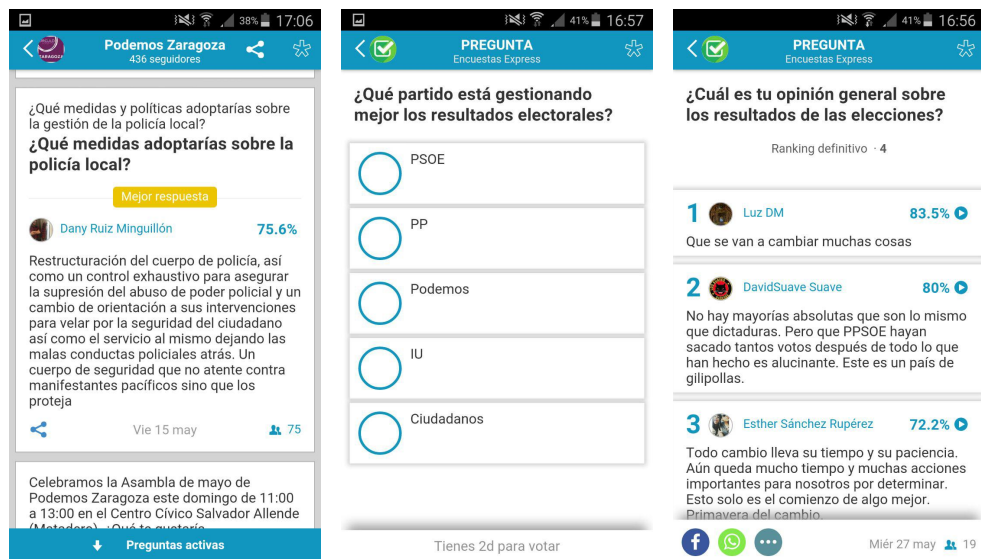 38% 17:06
Podemos Zaragoza
436 seguidores
¿Qué medidas y políticas adoptarías sobre
la gestión de la policía local?
¿Qué medidas adoptarías sobre la
policía local?
Mejor respuesta
Dany Ruiz Minguillón 75.6%
Restructuración del cuerpo de policía, así
como un control exhaustivo para asegurar
la supresión del abuso de poder policial y un
cambio de orientación a sus intervenciones
para velar por la seguridad del ciudadano
así como el servicio al mismo dejando las
malas conductas policiales atrás. Un
cuerpo de seguridad que no atente contra
manifestantes pacíficos sino que los
proteja
Vie 15 may 75
Celebramos la Asambla de mayo de
Podemos Zaragoza este domingo de 11:00
a 13:00 en el Centro Cívico Salvador Allende
(Matadero). ¿Qué te gustaría
Preguntas activas
41% 16:57
PREGUNTA
Encuestas Express
¿Qué partido está gestionando
mejor los resultados electorales?
PSOE
PP
Podemos
IU
Ciudadanos
Tienes 2d para votar
41% 16:56
PREGUNTA
Encuestas Express
¿Cuál es tu opinión general sobre
los resultados de las elecciones?
Ranking definitivo · 4
1 Luz DM 83.5%
Que se van a cambiar muchas cosas
2 DavidSuave Suave 80%
No hay mayorías absolutas que son lo mismo
que dictaduras. Pero que PPSOE hayan
sacado tantos votos después de todo lo que
han hecho es alucinante. Este es un país de
gilipollas.
3 Esther Sánchez Rupérez 72.2%
Todo cambio lleva su tiempo y su paciencia.
Aún queda mucho tiempo y muchas acciones
importantes para nosotros por determinar.
Esto solo es el comienzo de algo mejor.
Primavera del cambio.
Miér 27 may 19